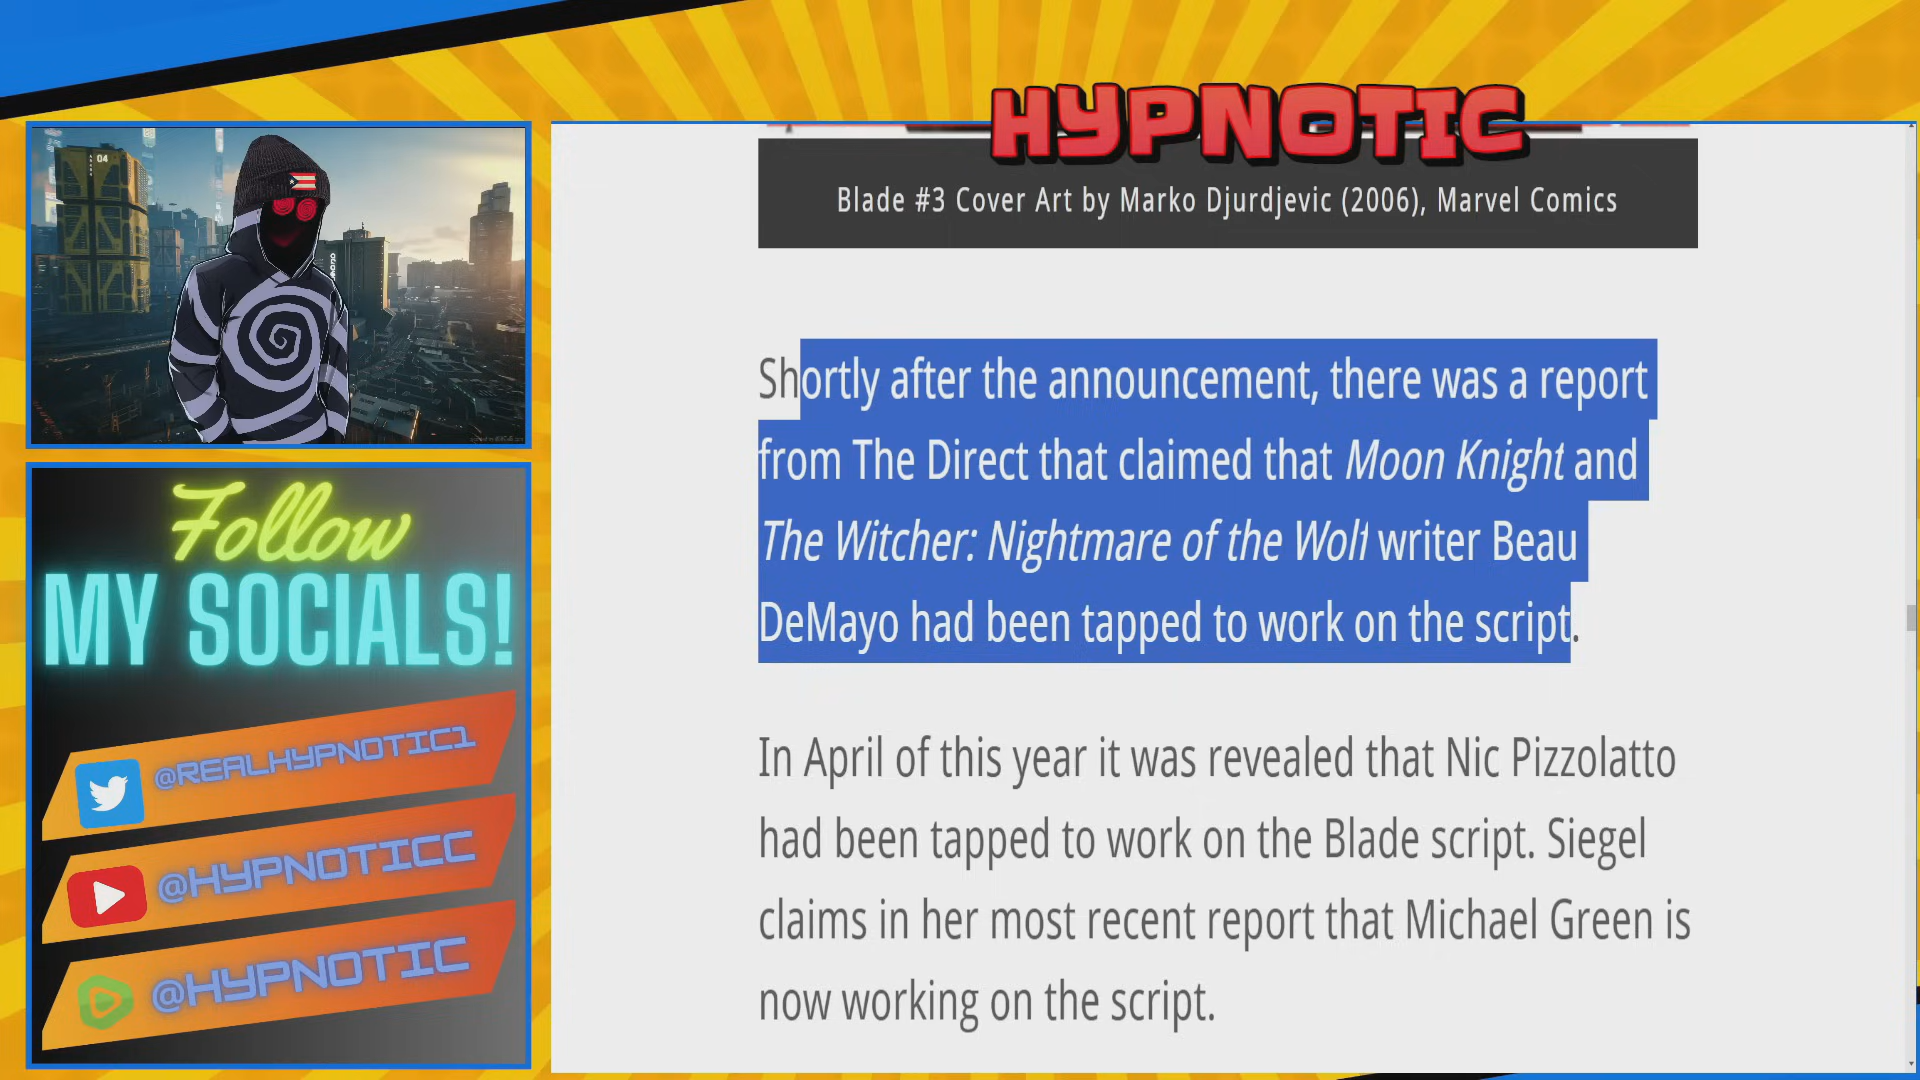 HYPNOTIC
Blade #3 Cover Art by Marko Djurdjevic (2006), Marvel Comics
04
Shortly after the announcement, there was a report
from The Direct that claimed that Moon Knight and
The Witcher: Nightmare of the Wolf writer Beau
DeMayo had been tapped to work on the script.
In April of this year it was revealed that Nic Pizzolatto
had been tapped to work on the Blade script. Siegel
claims in her most recent report that Michael Green is
now working on the script.
Follow
MY SOCIALS!
@REALHYPNOTIC1
@HYPNOTICC
@HYPNOTIC